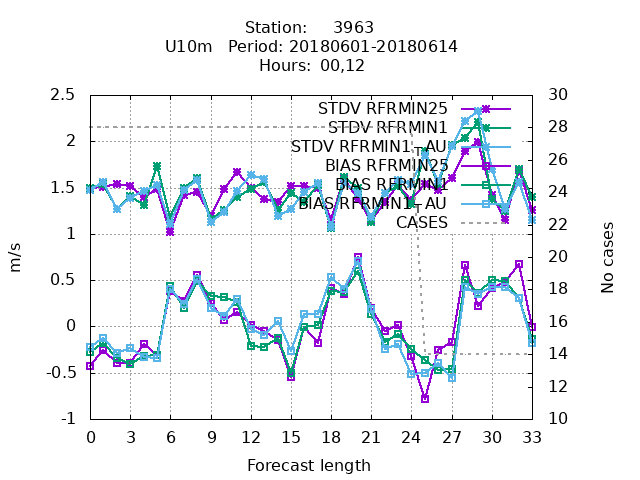 Station: 3963
U10m Period: 20180601-20180614
Hours: 00,12
STDV RFRMIN25
STDV RFRMIN1
STDV RFRMIN1_AU
BIAS RFRMIN25
BIAS RFRMIN1
BIAS RFRMIN1_AU
CASES
2.5
2
1.5
1
0.5
0
-0.5
-1
m/s
30
28
26
24
22
20
18
16
14
12
10
No cases
0 3 6 9 12 15 18 21 24 27 30 33
Forecast length